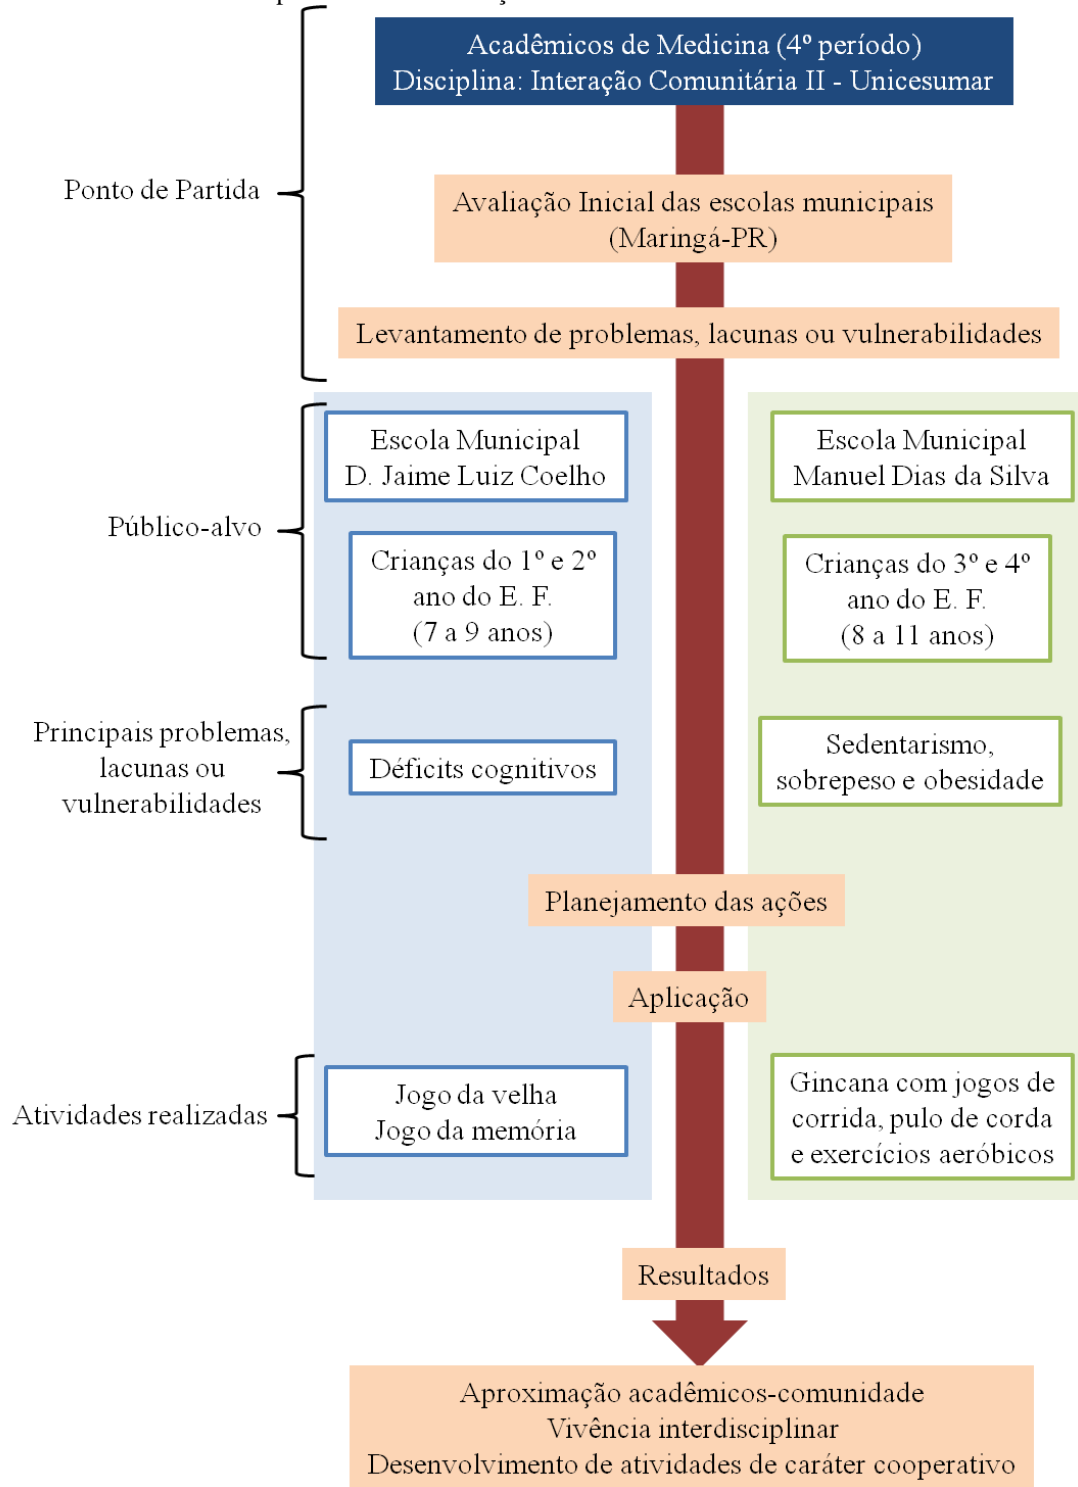 Acadêmicos de Medicina (4º período)
Disciplina: Interação Comunitária II - Unicesumar
Ponto de Partida
Avaliação Inicial das escolas municipais
(Maringá-PR)
Levantamento de problemas, lacunas ou vulnerabilidades
Público-alvo
Escola Municipal
D. Jaime Luiz Coelho
Escola Municipal
Manuel Dias da Silva
Crianças do 1º e 2º
ano do E. F.
(7 a 9 anos)
Crianças do 3º e 4º
ano do E. F.
(8 a 11 anos)
Principais problemas,
lacunas ou
vulnerabilidades
Déficits cognitivos
Sedentarismo,
sobrepeso e obesidade
Planejamento das ações
Aplicação
Atividades realizadas
Jogo da velha
Jogo da memória
Gincana com jogos de
corrida, pulo de corda
e exercícios aeróbicos
Resultados
Aproximação acadêmicos-comunidade
Vivência interdisciplinar
Desenvolvimento de atividades de caráter cooperativo